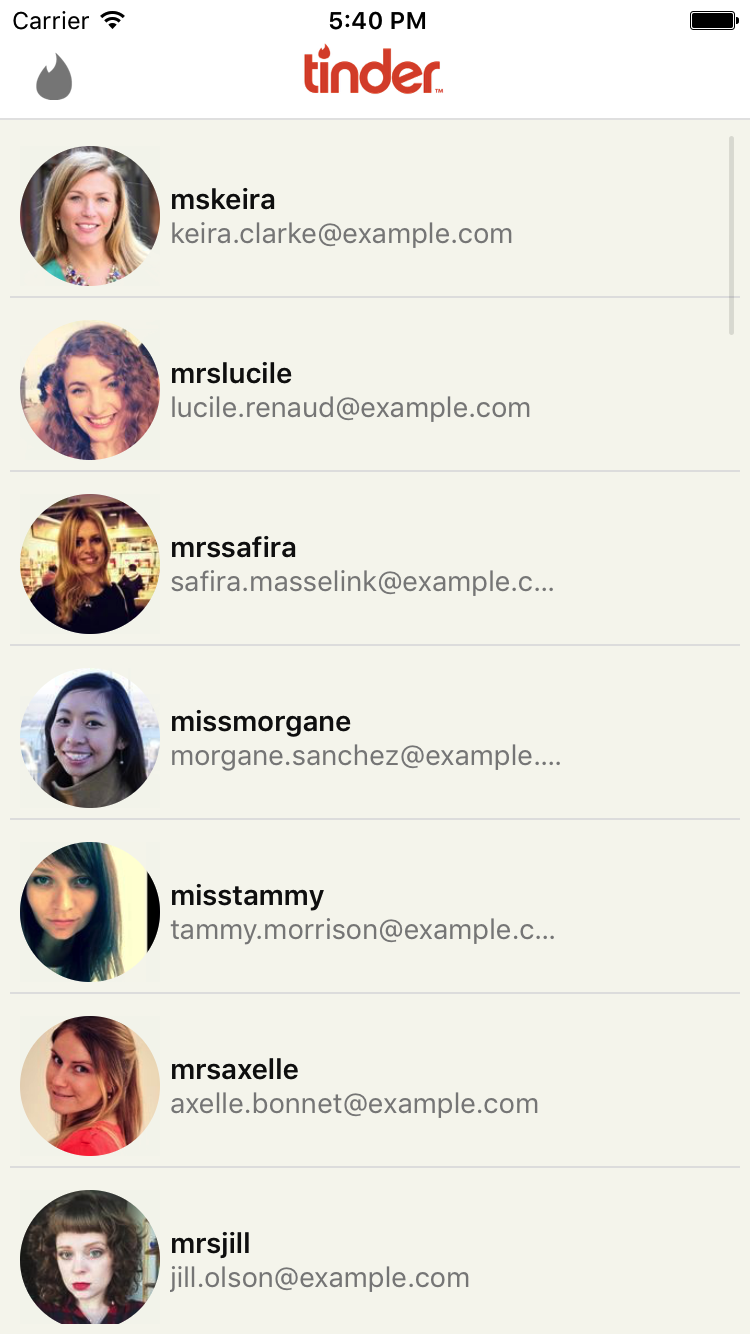 Carrier 5:40 PM
tinder™
mskeira
keira.clarke@example.com
mrslucile
lucile.renaud@example.com
mrssafira
safira.masselink@example.c...
missmorgane
morgane.sanchez@example....
misstammy
tammy.morrison@example.c...
mrsaxelle
axelle.bonnet@example.com
mrsjill
jill.olson@example.com